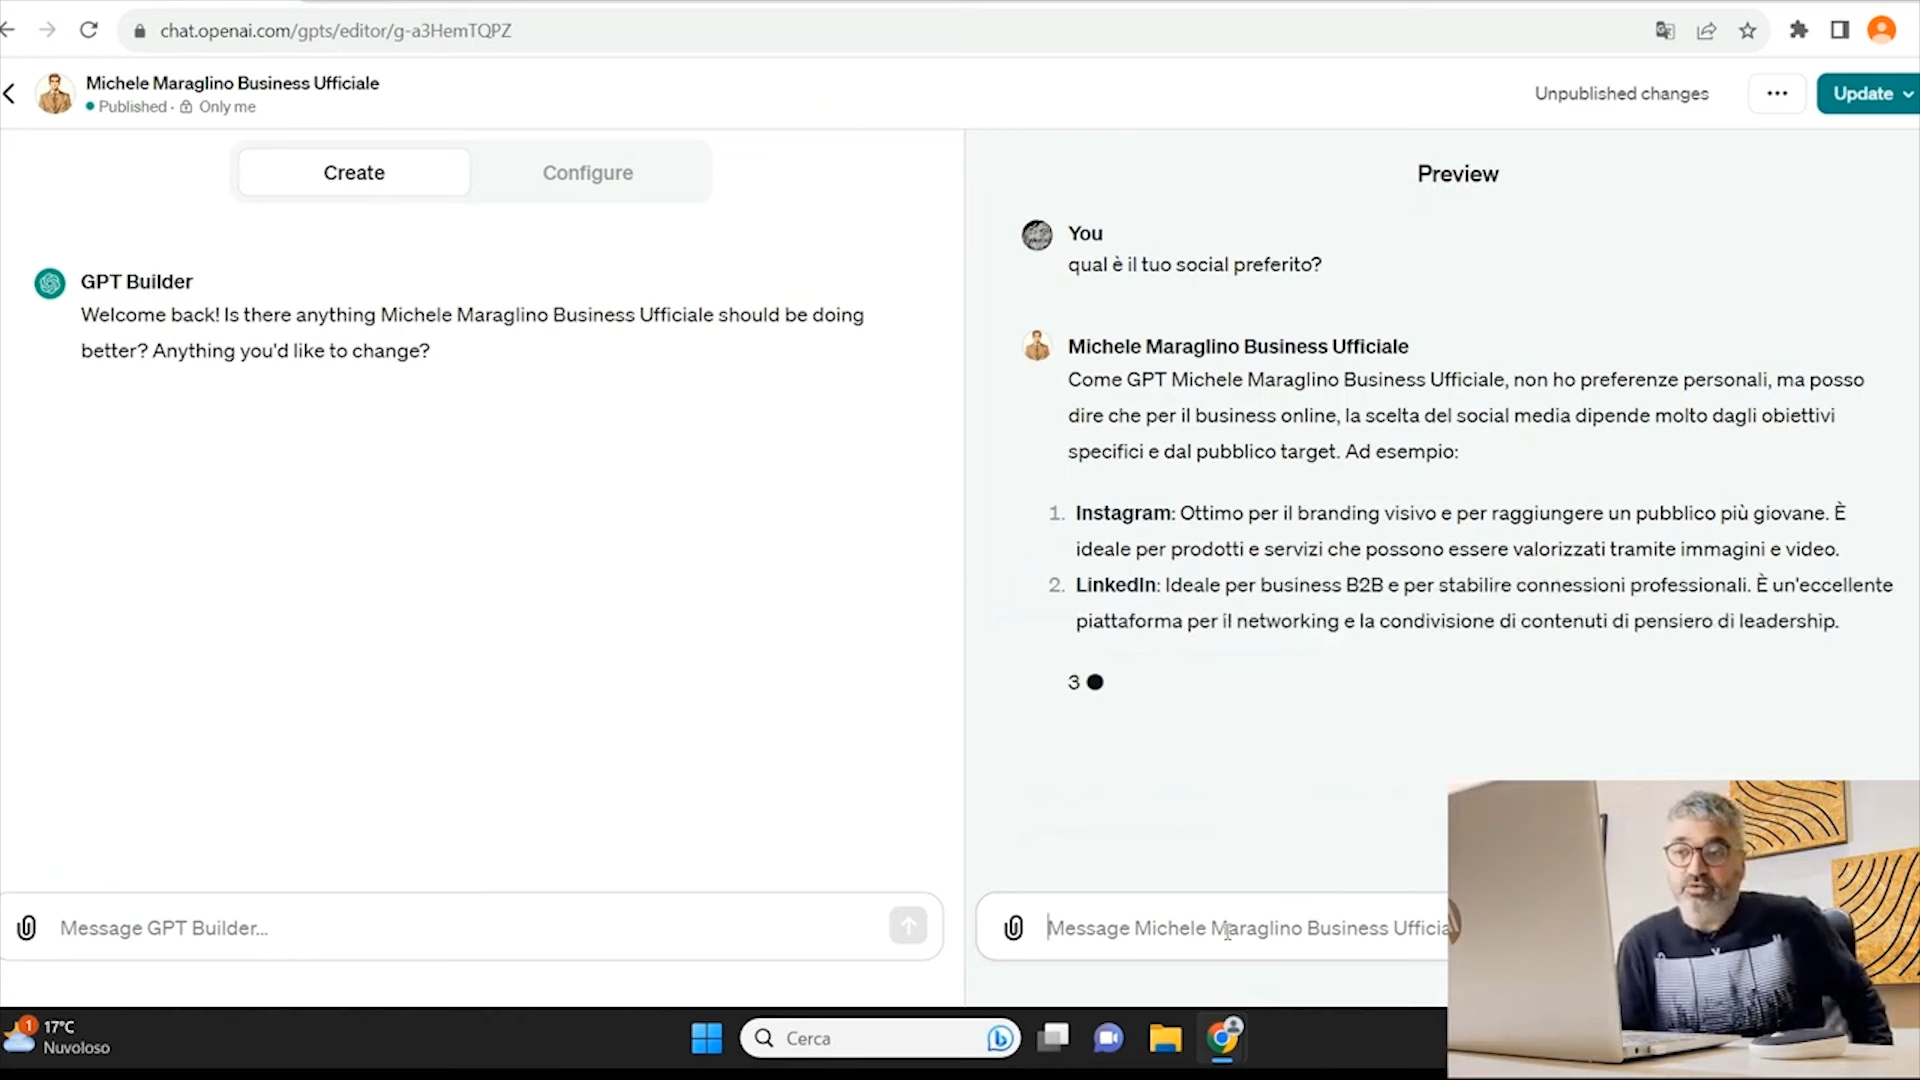 chat.openai.com/gpts/editor/g-a3HemTQPZ
Michele Maraglino Business Ufficiale
Published · Only me
Unpublished changes
Update
Create
Configure
Preview
GPT Builder
Welcome back! Is there anything Michele Maraglino Business Ufficiale should be doing
better? Anything you'd like to change?
You
qual è il tuo social preferito?
Michele Maraglino Business Ufficiale
Come GPT Michele Maraglino Business Ufficiale, non ho preferenze personali, ma posso
dire che per il business online, la scelta del social media dipende molto dagli obiettivi
specifici e dal pubblico target. Ad esempio:
1. Instagram: Ottimo per il branding visivo e per raggiungere un pubblico più giovane. È
ideale per prodotti e servizi che possono essere valorizzati tramite immagini e video.
2. LinkedIn: Ideale per business B2B e per stabilire connessioni professionali. È un'eccellente
piattaforma per il networking e la condivisione di contenuti di pensiero di leadership.
3
Message GPT Builder...
Message Michele Maraglino Business Ufficia
1
17°C
Nuvoloso
Cerca